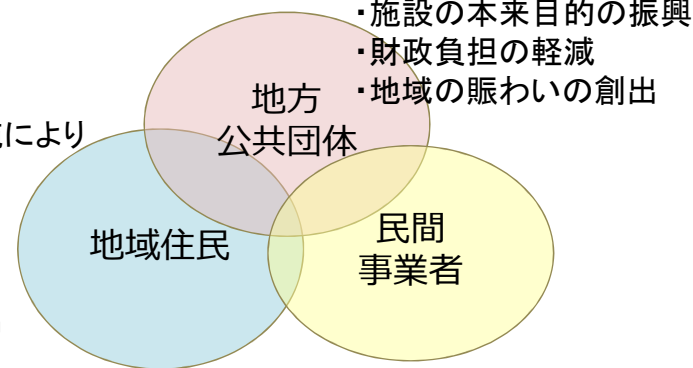 ・施設の本来目的の振興
・財政負担の軽減
・地域の賑わいの創出
により
地方
公共団体
地域住民
民間
事業者